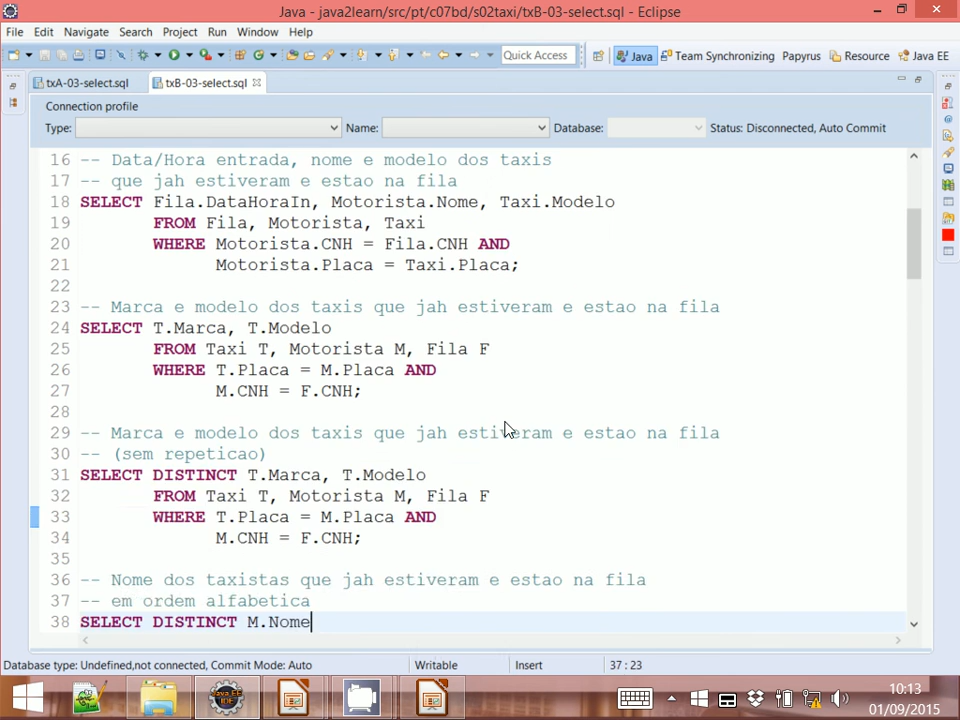 Java - java2learn/src/pt/c07bd/s02taxi/txB-03-select.sql - Eclipse
File Edit Navigate Search Project Run Window Help
Quick Access Java Team Synchronizing Papyrus Resource Java EE
txA-03-select.sql txB-03-select.sql
Connection profile
Type: Name: Database: Status: Disconnected, Auto Commit
16 -- Data/Hora entrada, nome e modelo dos taxis
17 -- que jah estiveram e estao na fila
18 SELECT Fila.DataHoraIn, Motorista.Nome, Taxi.Modelo
19 FROM Fila, Motorista, Taxi
20 WHERE Motorista.CNH = Fila.CNH AND
21 Motorista.Placa = Taxi.Placa;
22
23 -- Marca e modelo dos taxis que jah estiveram e estao na fila
24 SELECT T.Marca, T.Modelo
25 FROM Taxi T, Motorista M, Fila F
26 WHERE T.Placa = M.Placa AND
27 M.CNH = F.CNH;
28
29 -- Marca e modelo dos taxis que jah estiveram e estao na fila
30 -- (sem repeticao)
31 SELECT DISTINCT T.Marca, T.Modelo
32 FROM Taxi T, Motorista M, Fila F
33 WHERE T.Placa = M.Placa AND
34 M.CNH = F.CNH;
35
36 -- Nome dos taxistas que jah estiveram e estao na fila
37 -- em ordem alfabetica
38 SELECT DISTINCT M.Nome
Database type: Undefined,not connected, Commit Mode: Auto Writable Insert 37 : 23
Java EE
IDE
10:13
01/09/2015